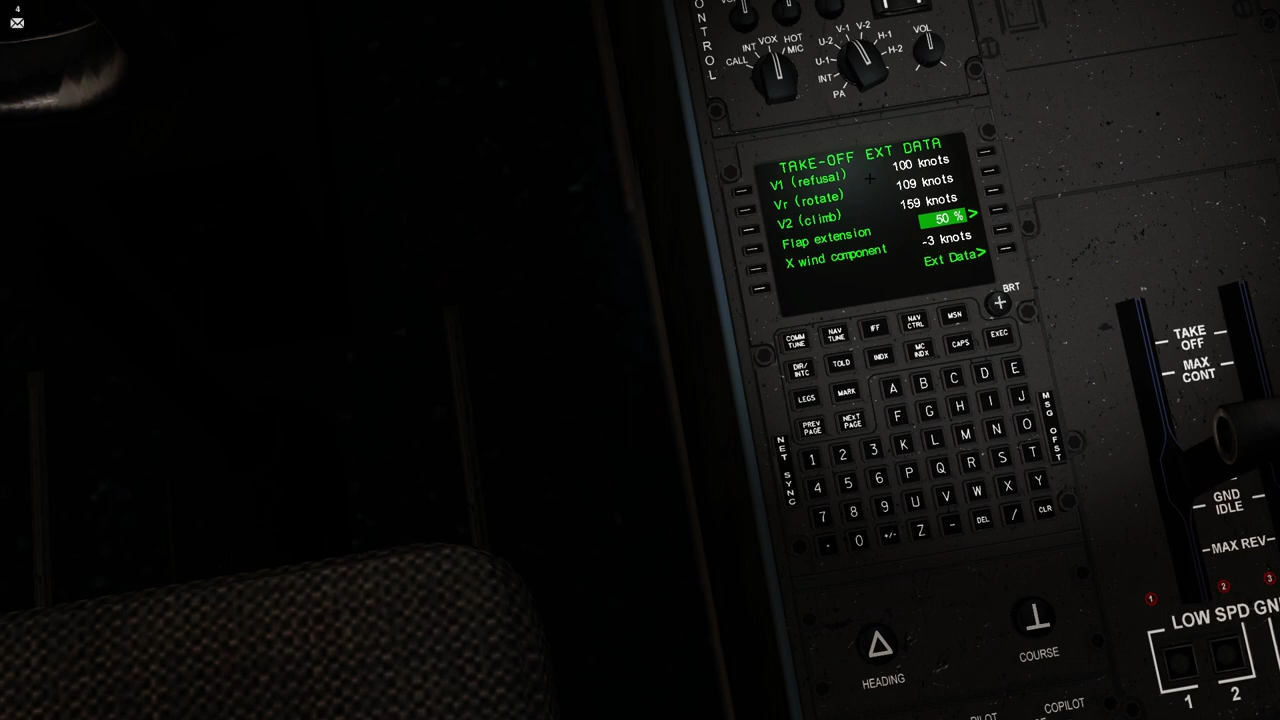 4
CONTROL
CALL INT VOX HOT MIC
PA INT U-1 U-2 V-1 V-2 H-1 H-2
VOL
TAKE-OFF EXT DATA
V1 (refusal) 100 knots
Vr (rotate) 109 knots
V2 (climb) 159 knots
Flap extension 50 % >
X wind component -3 knots
Ext Data>
BRT
COMM TUNE NAV TUNE IFF NAV CTRL MSN
DIR/ INTC TOLD INDX MC INDX CAPS EXEC
LEGS MARK A B C D E
PREV PAGE NEXT PAGE F G H I J
1 2 3 K L M N O
4 5 6 P Q R S T
7 8 9 U V W X Y
. 0 +/- Z - DEL / CLR
NET SYNC
MSG OFST
TAKE OFF
MAX CONT
GND IDLE
MAX REV
1 2 3
LOW SPD GN
1 2
HEADING
COURSE
PILOT
COPILOT